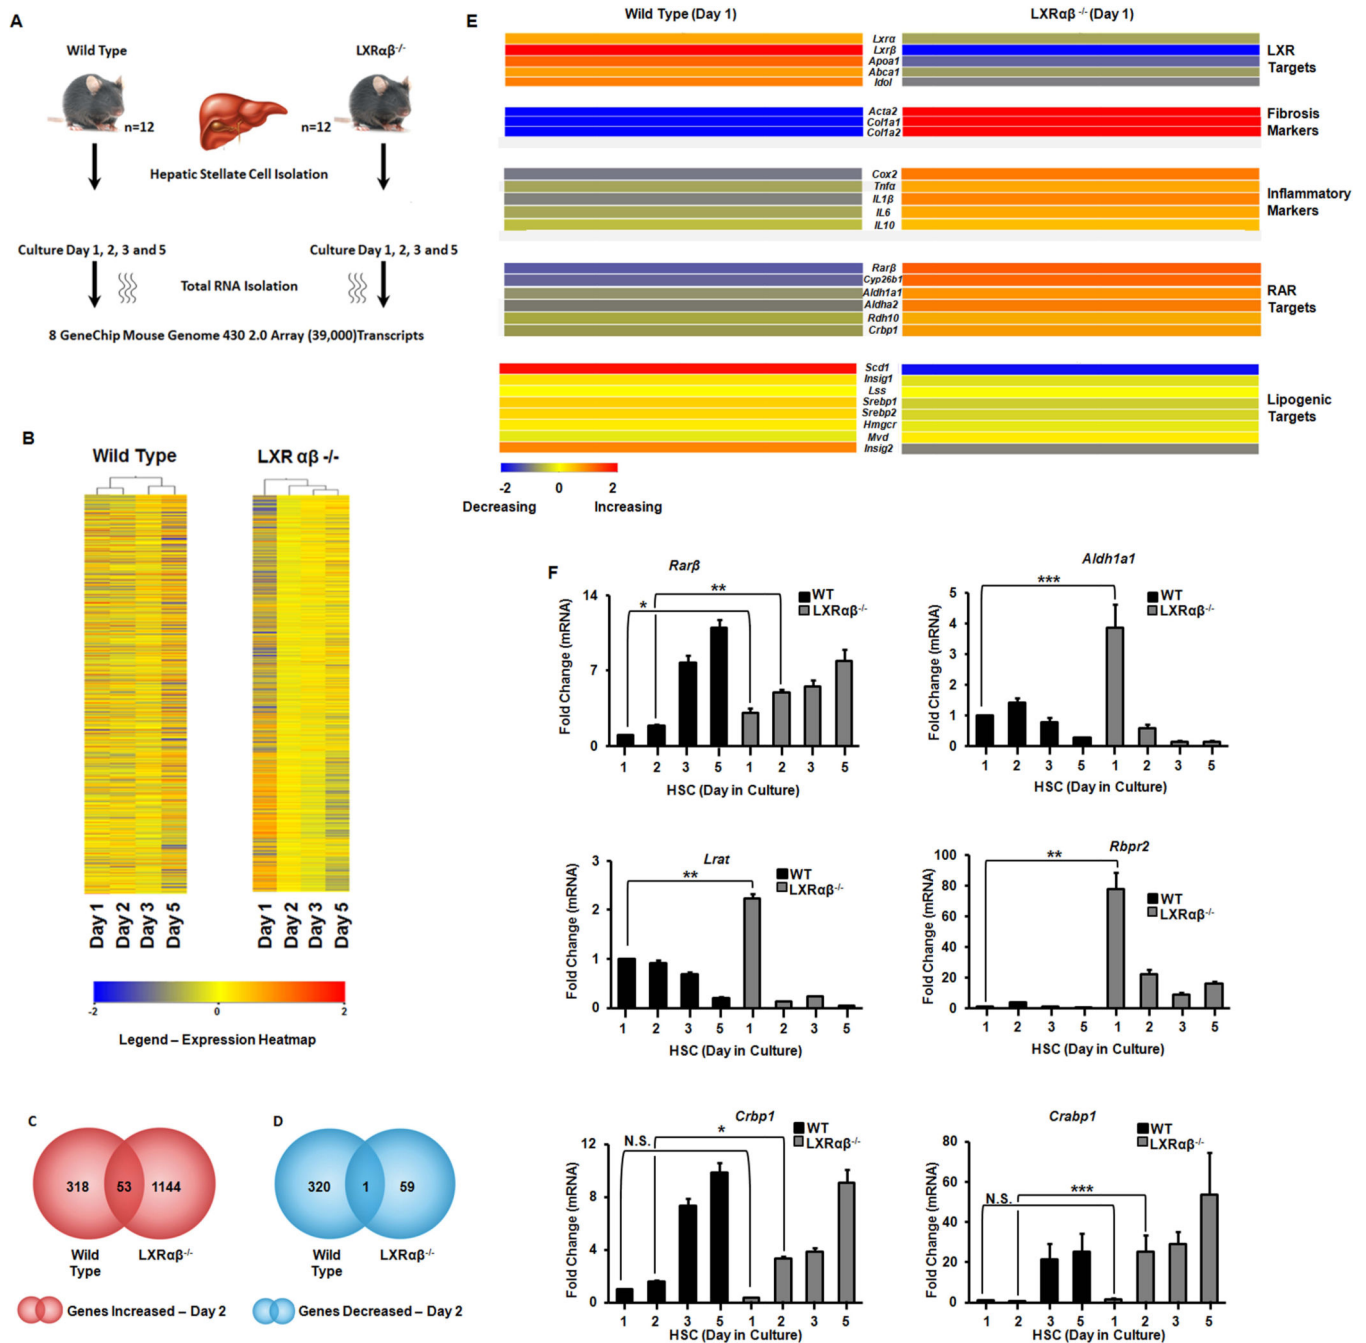 A
Wild Type
LXRαβ-/-
n=12
n=12
Hepatic Stellate Cell Isolation
Culture Day 1, 2, 3 and 5
Culture Day 1, 2, 3 and 5
Total RNA Isolation
8 GeneChip Mouse Genome 430 2.0 Array (39,000)Transcripts
B
Wild Type
LXR αβ -/-
Day 1
Day 2
Day 3
Day 5
Day 1
Day 2
Day 3
Day 5
-2
0
2
Legend – Expression Heatmap
C
318
53
1144
Wild
Type
LXRαβ-/-
Genes Increased – Day 2
D
320
1
59
Wild
Type
LXRαβ-/-
Genes Decreased – Day 2
E
Wild Type (Day 1)
LXRαβ -/- (Day 1)
Lxrα
Lxrβ
Apoa1
Abca1
Idol
LXR
Targets
Acta2
Col1a1
Col1a2
Fibrosis
Markers
Cox2
Tnfα
IL1β
IL6
IL10
Inflammatory
Markers
Rarβ
Cyp26b1
Aldh1a1
Aldha2
Rdh10
Crbp1
RAR
Targets
Scd1
Insig1
Lss
Srebp1
Srebp2
Hmgcr
Mvd
Insig2
Lipogenic
Targets
-2
0
2
Decreasing
Increasing
F
Rarβ
WT
LXRαβ-/-
*
**
Fold Change (mRNA)
14
7
0
1 2 3 5 1 2 3 5
HSC (Day in Culture)
Aldh1a1
WT
LXRαβ-/-
***
Fold Change (mRNA)
5
4
3
2
1
0
1 2 3 5 1 2 3 5
HSC (Day in Culture)
Lrat
WT
LXRαβ-/-
**
Fold Change (mRNA)
3
2
1
0
1 2 3 5 1 2 3 5
HSC (Day in Culture)
Rbpr2
WT
LXRαβ-/-
**
Fold Change (mRNA)
100
80
60
40
20
0
1 2 3 5 1 2 3 5
HSC (Day in Culture)
Crbp1
WT
LXRαβ-/-
N.S.
*
Fold Change (mRNA)
12
8
4
0
1 2 3 5 1 2 3 5
HSC (Day in Culture)
Crabp1
WT
LXRαβ-/-
N.S.
***
Fold Change (mRNA)
80
60
40
20
0
1 2 3 5 1 2 3 5
HSC (Day in Culture)